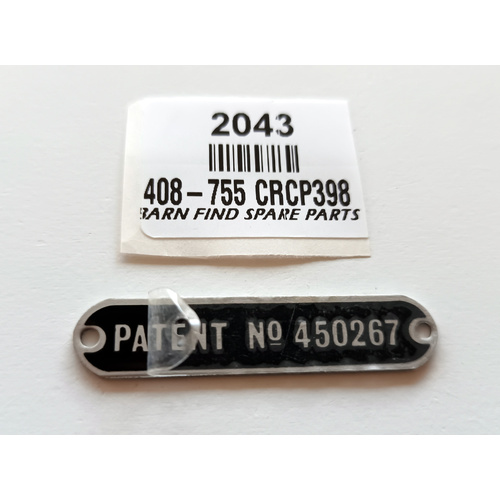 2043
408-755 CRCP398
BARN FIND SPARE PARTS
PATENT Nº 450267